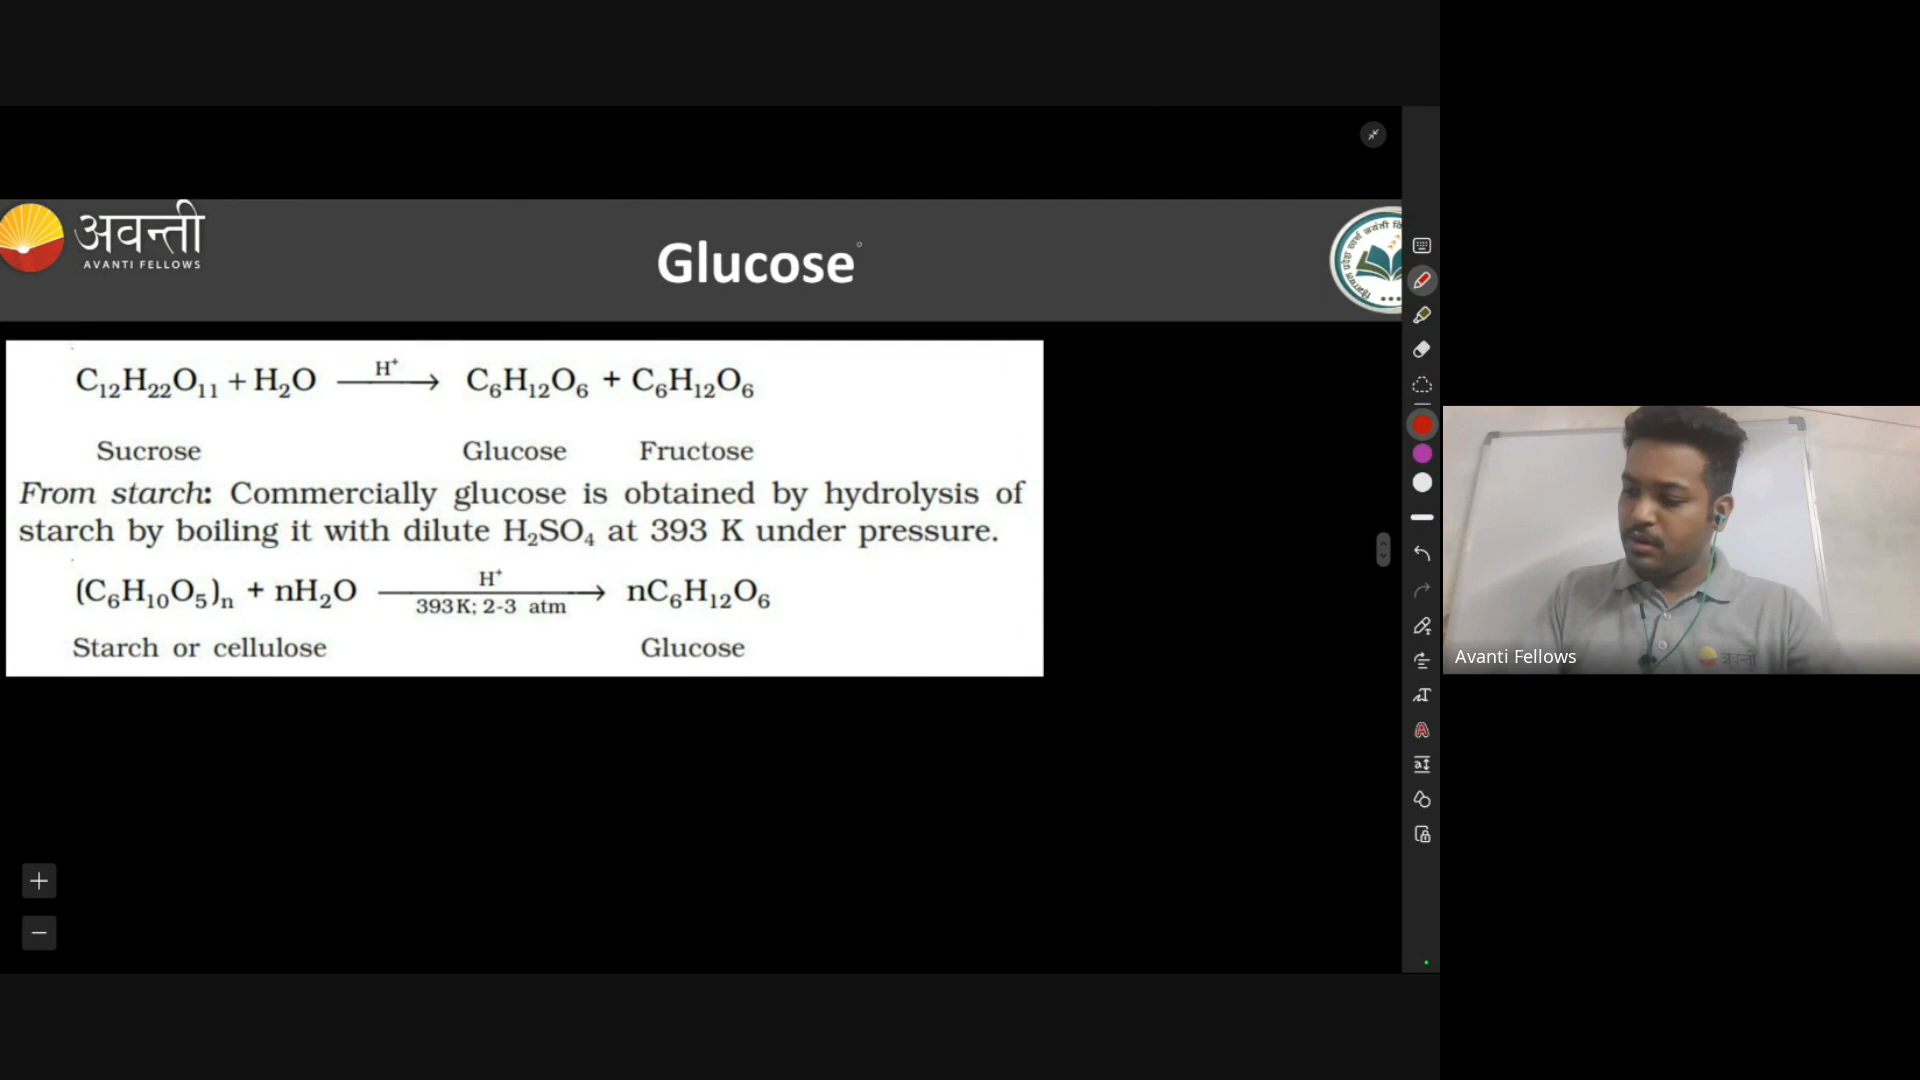 अवन्ती
AVANTI FELLOWS
Glucose
C₁₂H₂₂O₁₁ + H₂O —H⁺→ C₆H₁₂O₆ + C₆H₁₂O₆
Sucrose Glucose Fructose
From starch: Commercially glucose is obtained by hydrolysis of
starch by boiling it with dilute H₂SO₄ at 393 K under pressure.
(C₆H₁₀O₅)ₙ + nH₂O —H⁺ 393K; 2-3 atm→ nC₆H₁₂O₆
Starch or cellulose Glucose
Avanti Fellows
अवन्ती